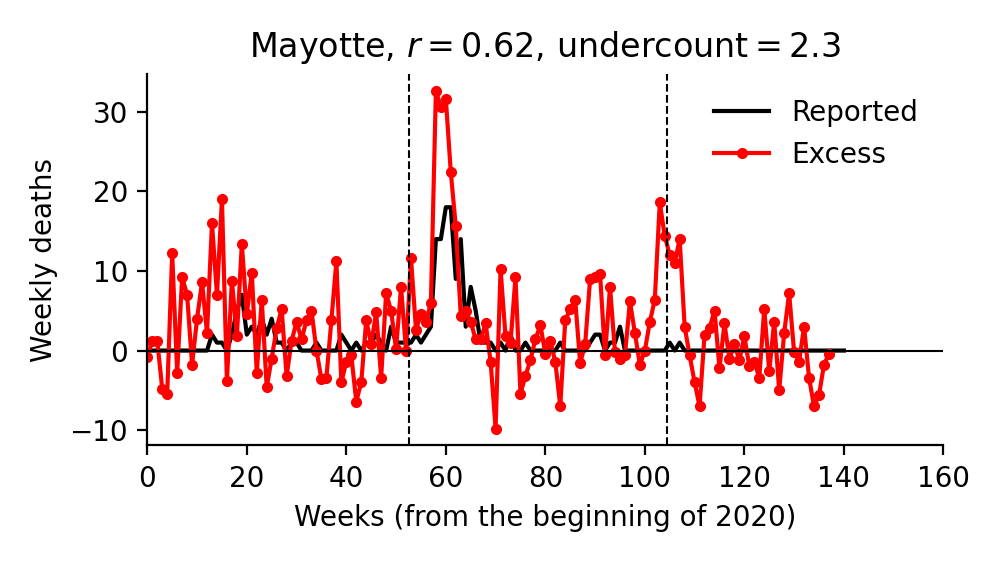 Mayotte, r = 0.62, undercount = 2.3
Reported
Excess
Weekly deaths
30
20
10
0
−10
0 20 40 60 80 100 120 140 160
Weeks (from the beginning of 2020)